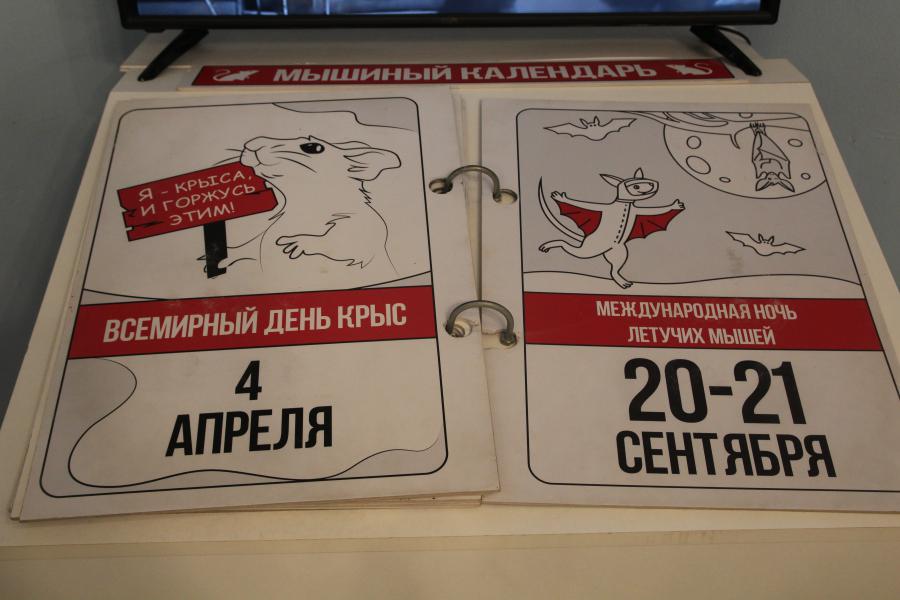 МЫШИНЫЙ КАЛЕНДАРЬ
Я - КРЫСА,
И ГОРЖУСЬ
ЭТИМ!
ВСЕМИРНЫЙ ДЕНЬ КРЫС
4
АПРЕЛЯ
МЕЖДУНАРОДНАЯ НОЧЬ
ЛЕТУЧИХ МЫШЕЙ
20-21
СЕНТЯБРЯ